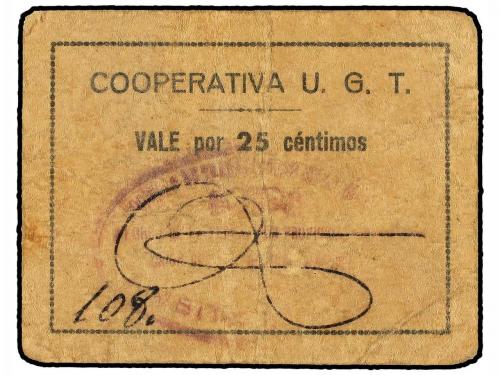 COOPERATIVA U. G. T.
VALE por 25 céntimos
108.